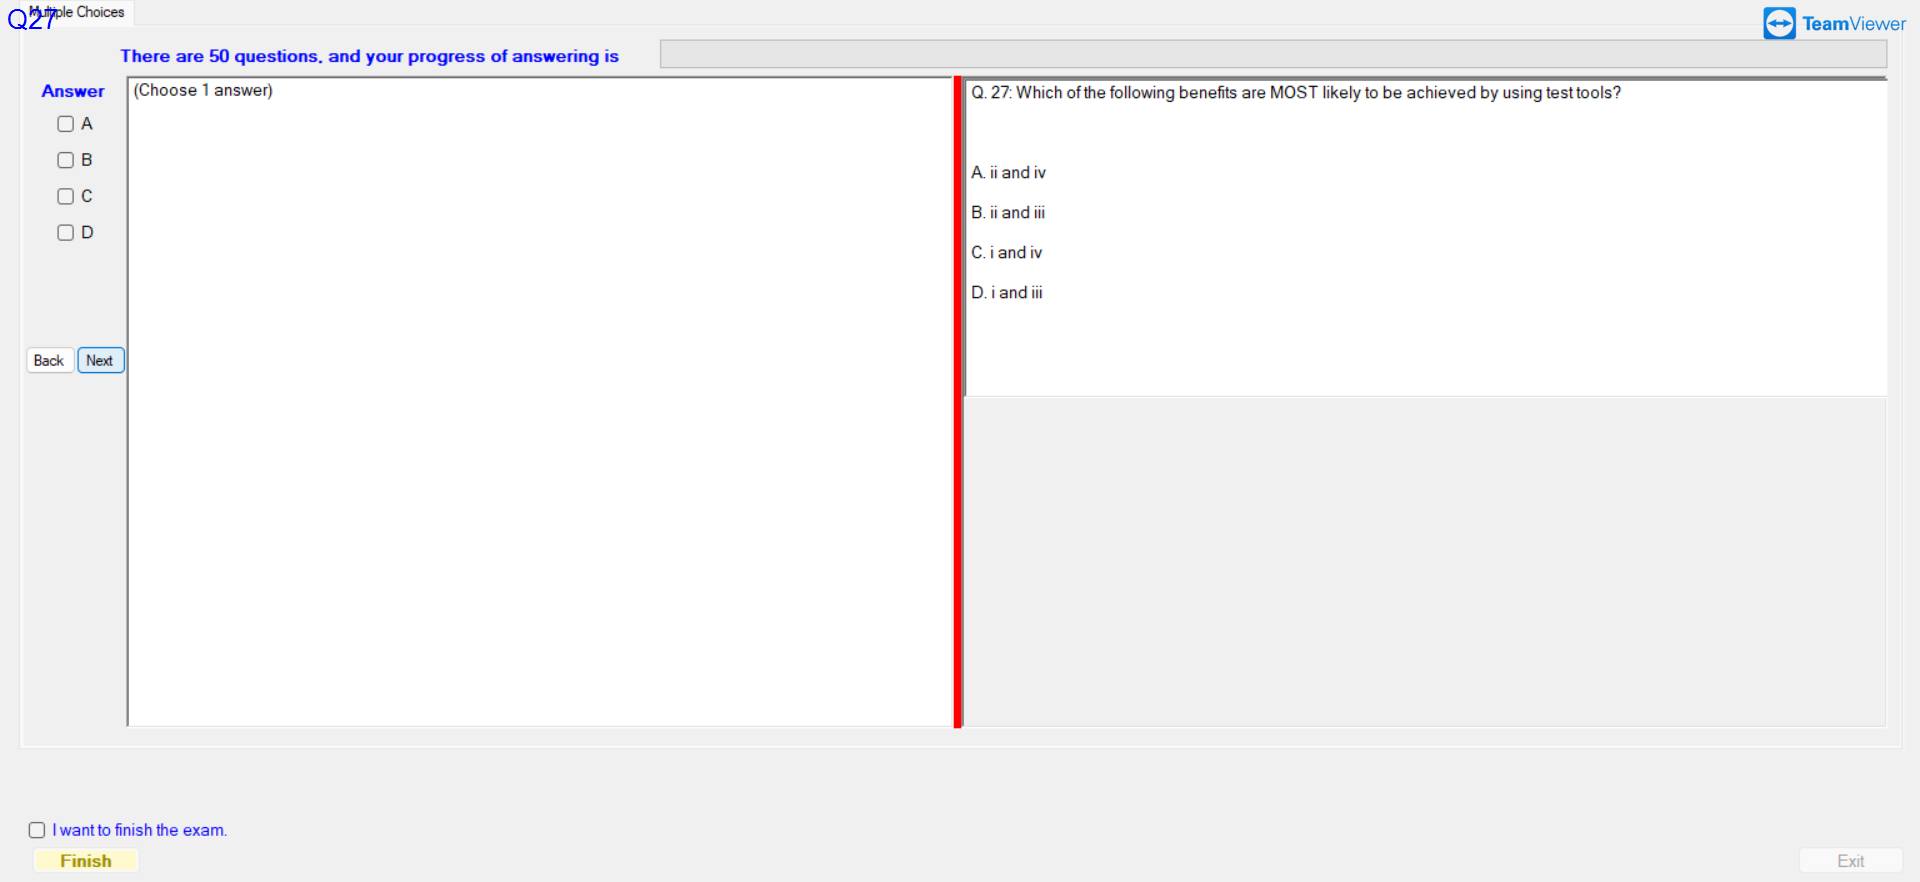 Multiple Choices
Q27
TeamViewer
There are 50 questions, and your progress of answering is
Answer
(Choose 1 answer)
A
B
C
D
Back
Next
Q. 27: Which of the following benefits are MOST likely to be achieved by using test tools?
A. ii and iv
B. ii and iii
C. i and iv
D. i and iii
I want to finish the exam.
Finish
Exit